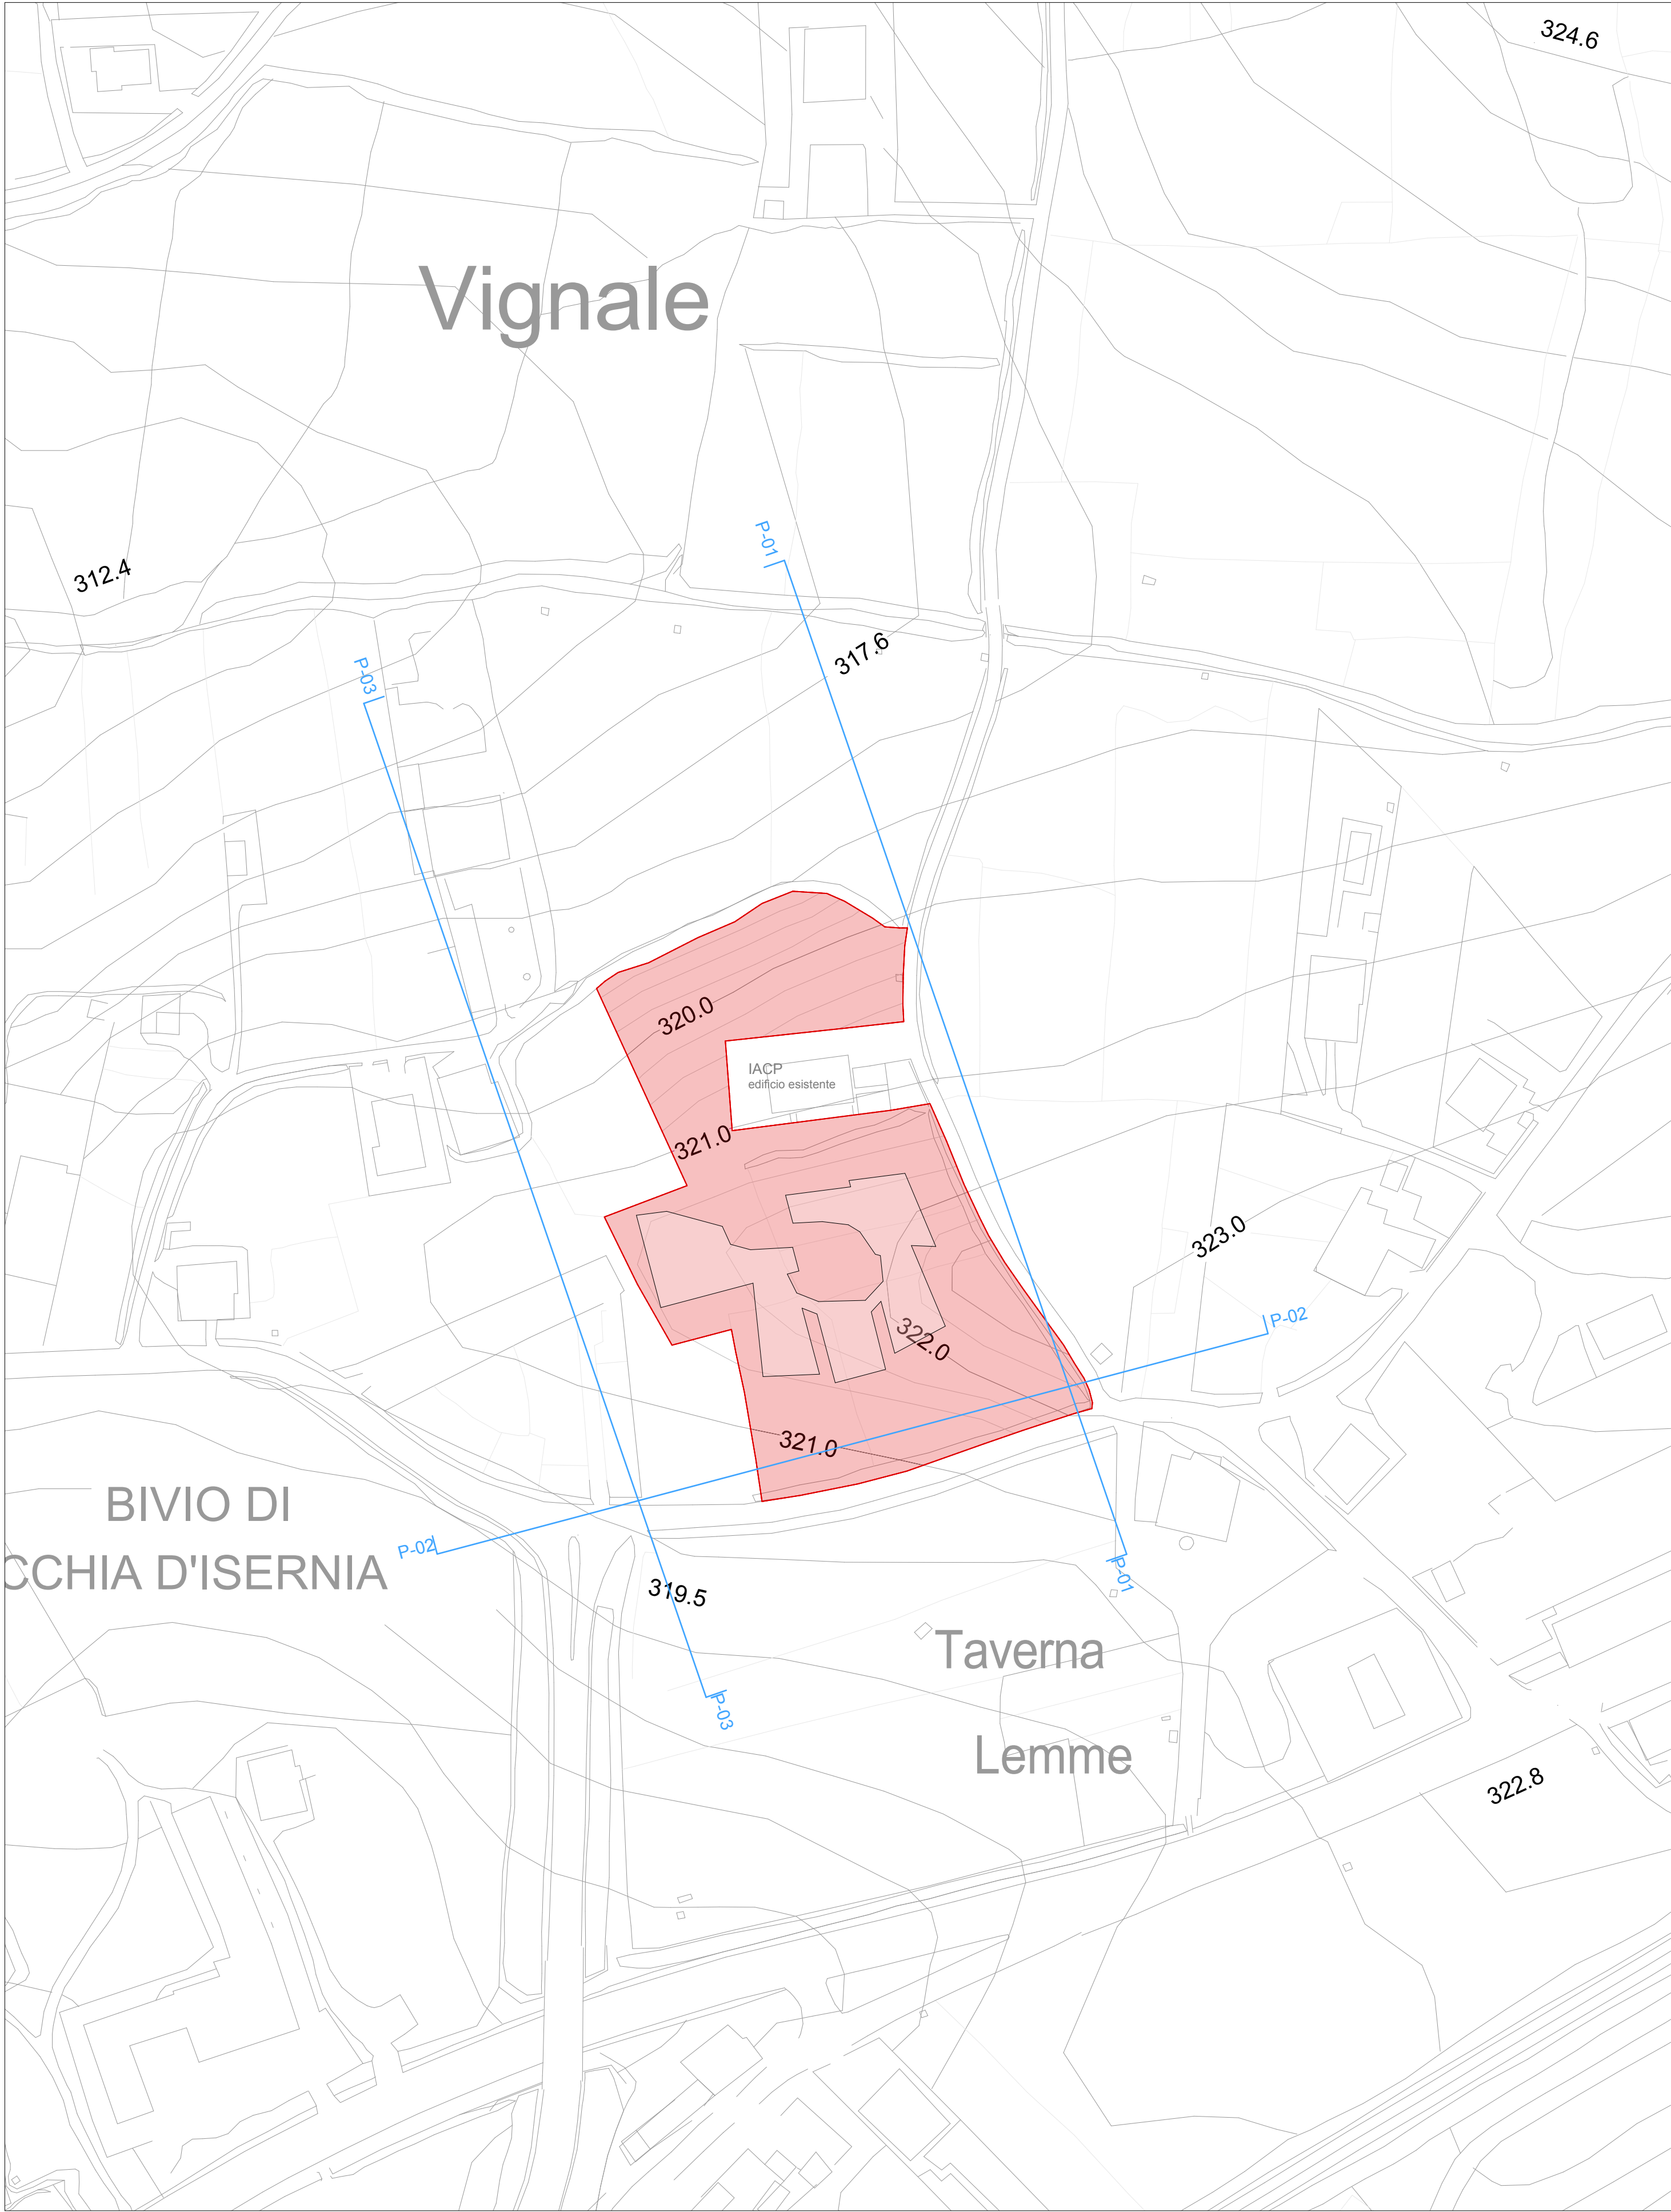 324.6
Vignale
P-01
312.4
317.6
P-03
320.0
IACP
edificio esistente
321.0
323.0
P-02
322.0
321.0
BIVIO DI
CCHIA D'ISERNIA
P-02
P-01
319.5
Taverna
P-03
Lemme
322.8